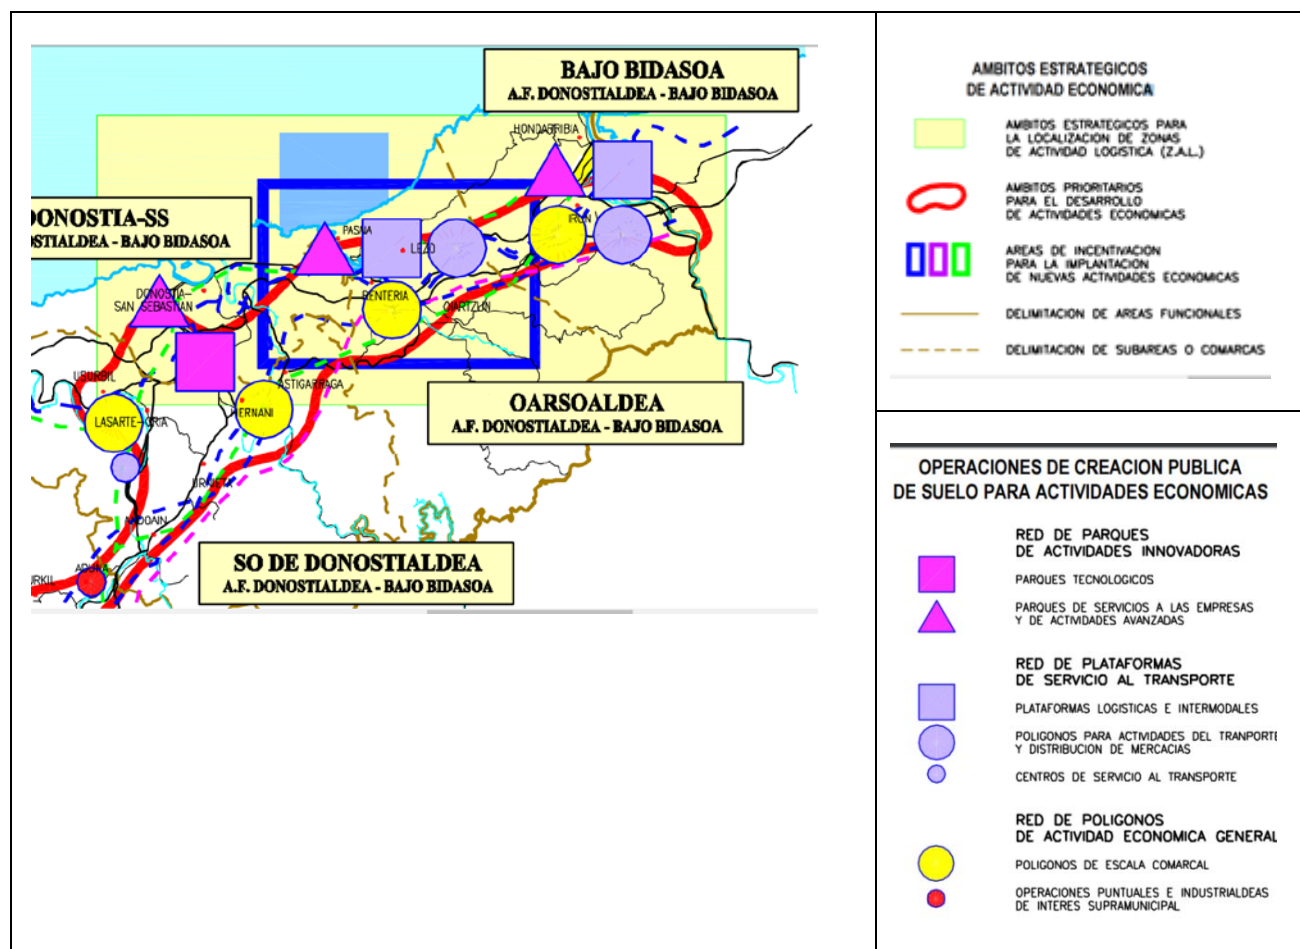 BAJO BIDASOA
A.F. DONOSTIALDEA - BAJO BIDASOA
HONDARRIBIA
DONOSTIA-SS
OSTIALDEA - BAJO BIDASOA
PASAIA
LEZO
IRUN
DONOSTIA-
SAN SEBASTIAN
RENTERIA
OIARTZUN
USURBIL
ASTIGARRAGA
OARSOALDEA
A.F. DONOSTIALDEA - BAJO BIDASOA
LASARTE-ORIA
HERNANI
URNIETA
ANDOAIN
SO DE DONOSTIALDEA
A.F. DONOSTIALDEA - BAJO BIDASOA
ADUNA
URKIL
AMBITOS ESTRATEGICOS
DE ACTIVIDAD ECONOMICA
AMBITOS ESTRATEGICOS PARA
LA LOCALIZACION DE ZONAS
DE ACTIVIDAD LOGISTICA (Z.A.L.)
AMBITOS PRIORITARIOS
PARA EL DESARROLLO
DE ACTIVIDADES ECONOMICAS
AREAS DE INCENTIVACION
PARA LA IMPLANTACION
DE NUEVAS ACTIVIDADES ECONOMICAS
DELIMITACION DE AREAS FUNCIONALES
DELIMITACION DE SUBAREAS O COMARCAS
OPERACIONES DE CREACION PUBLICA
DE SUELO PARA ACTIVIDADES ECONOMICAS
RED DE PARQUES
DE ACTIVIDADES INNOVADORAS
PARQUES TECNOLOGICOS
PARQUES DE SERVICIOS A LAS EMPRESAS
Y DE ACTIVIDADES AVANZADAS
RED DE PLATAFORMAS
DE SERVICIO AL TRANSPORTE
PLATAFORMAS LOGISTICAS E INTERMODALES
POLIGONOS PARA ACTIVIDADES DEL TRANPORTE
Y DISTRIBUCION DE MERCACIAS
CENTROS DE SERVICIO AL TRANSPORTE
RED DE POLIGONOS
DE ACTIVIDAD ECONOMICA GENERAL
POLIGONOS DE ESCALA COMARCAL
OPERACIONES PUNTUALES E INDUSTRIALDEAS
DE INTERES SUPRAMUNICIPAL